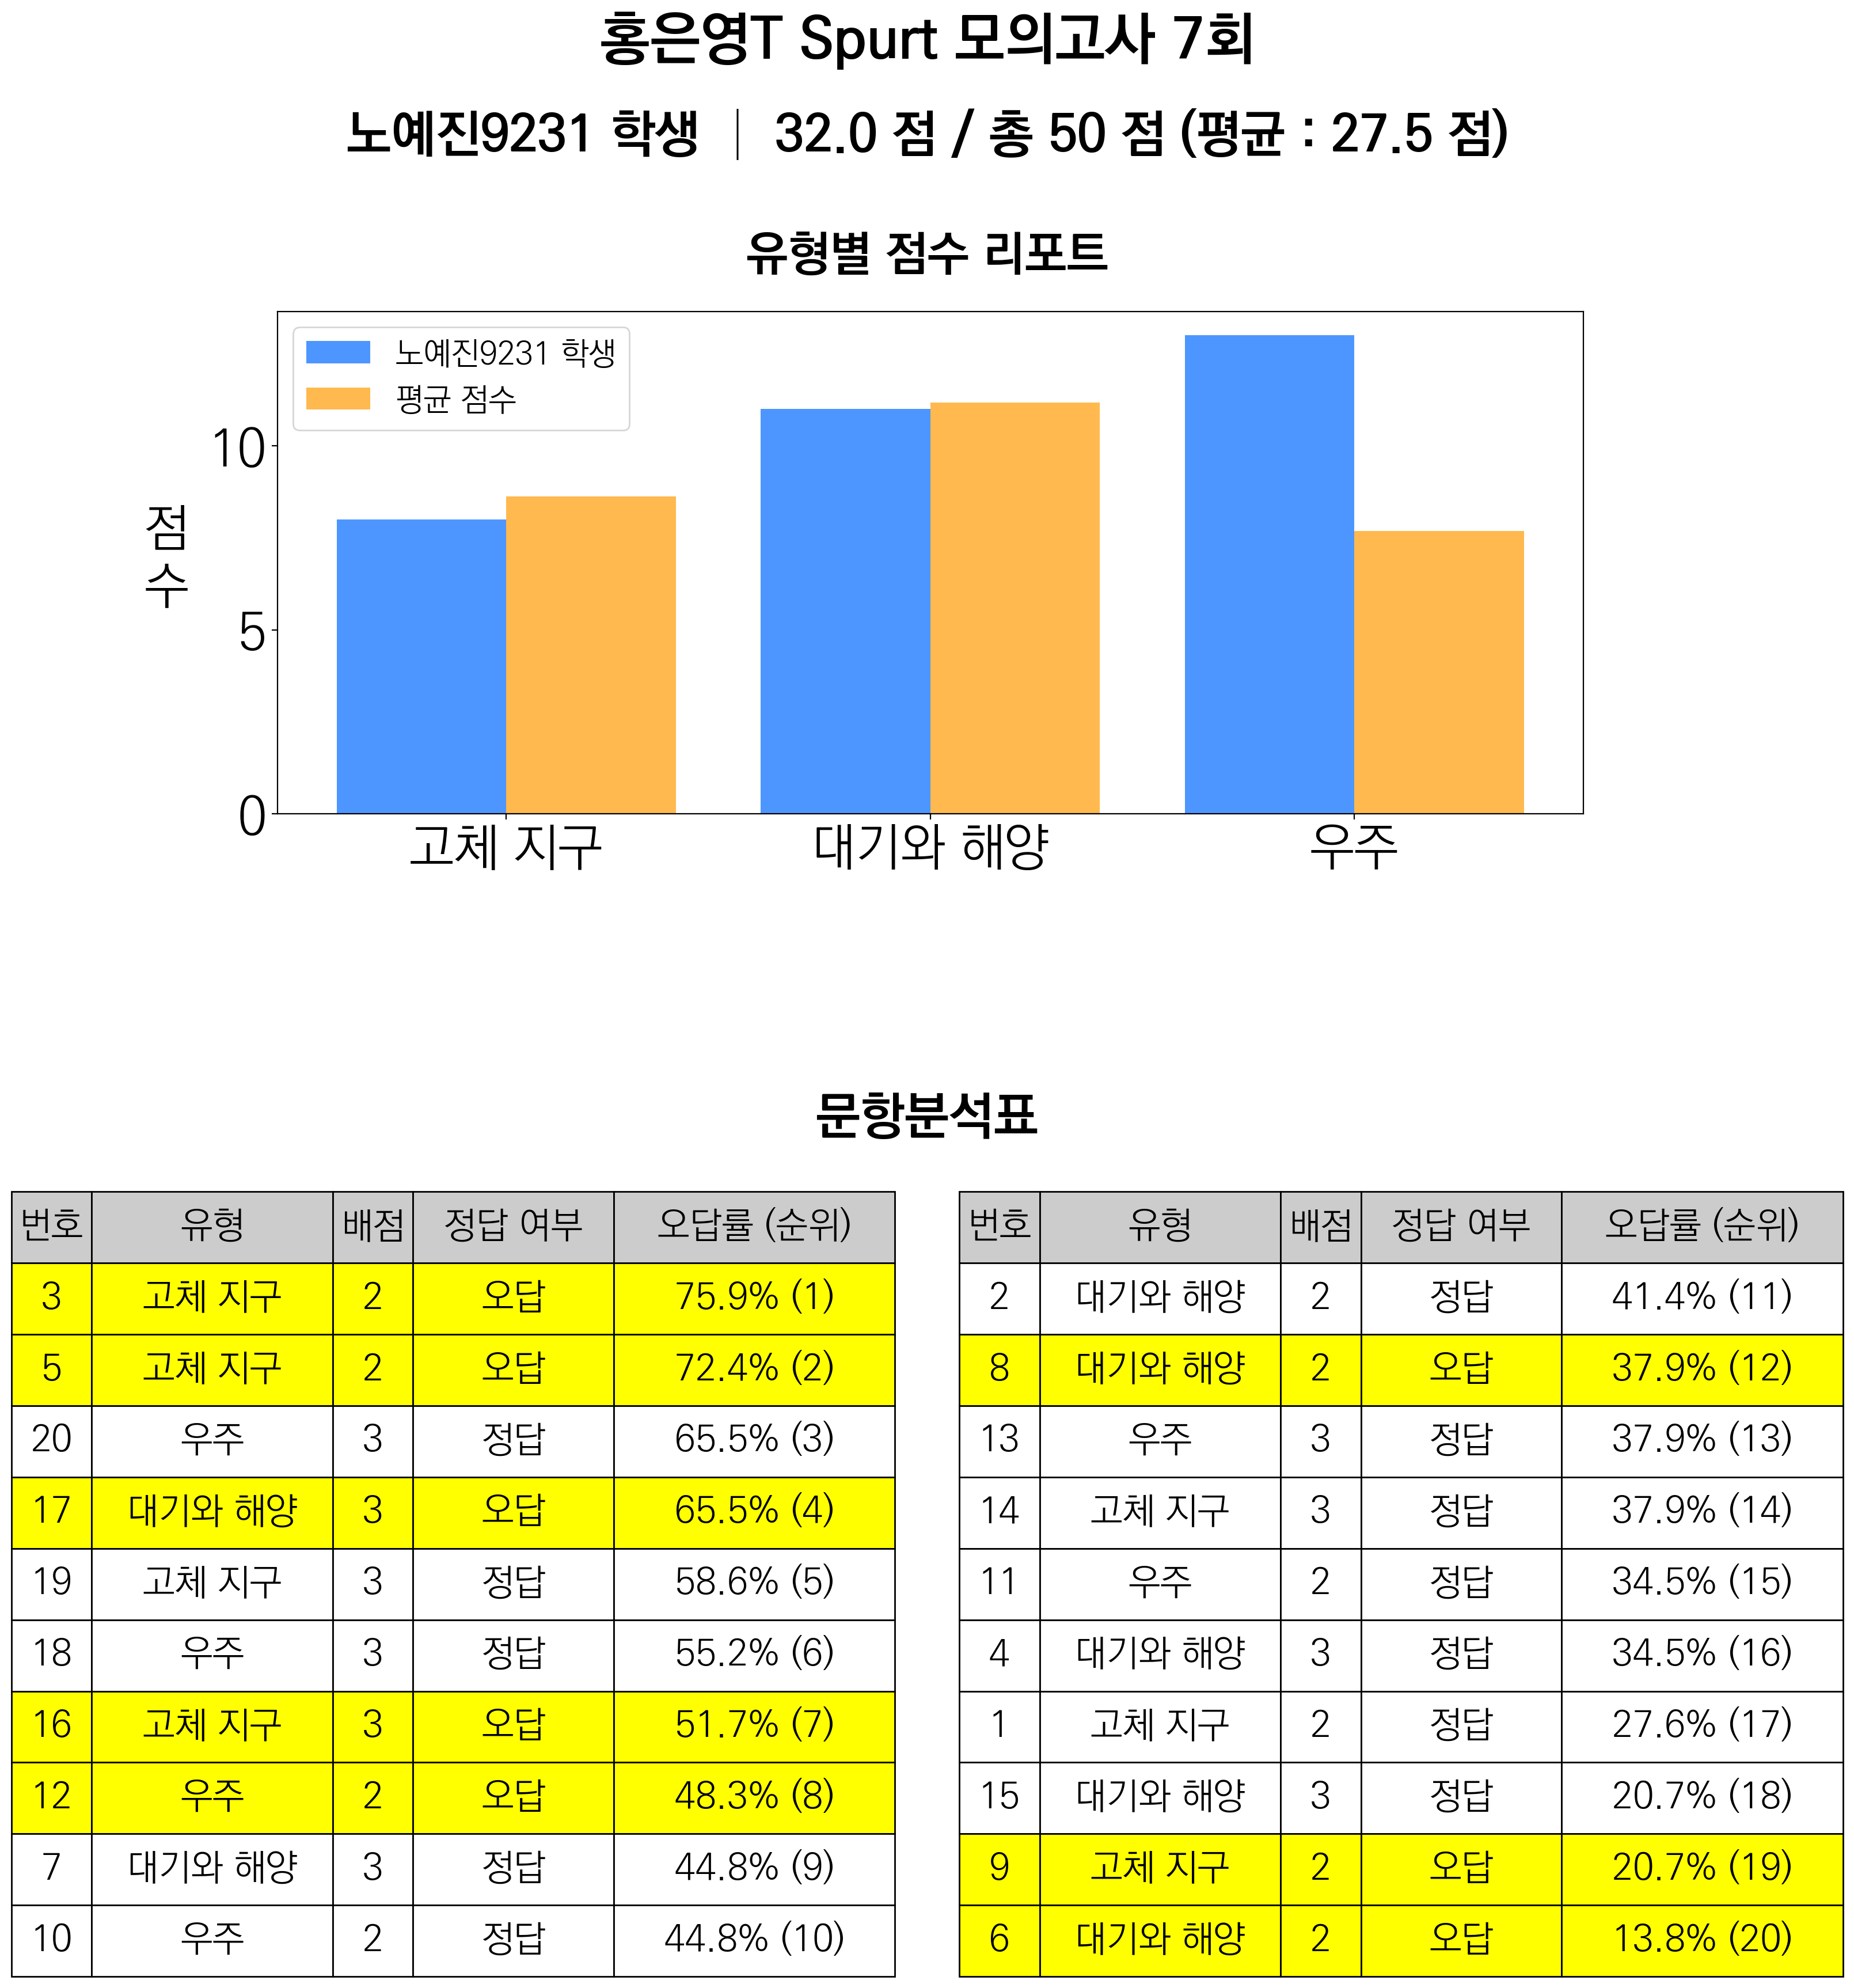 홍은영T Spurt 모의고사 7회
노예진9231 학생 | 32.0 점 / 총 50 점 (평균 : 27.5 점)
유형별 점수 리포트
노예진9231 학생
평균 점수
점수
10
5
0
고체 지구 대기와 해양 우주
문항분석표
번호 유형 배점 정답 여부 오답률 (순위)
3 고체 지구 2 오답 75.9% (1)
5 고체 지구 2 오답 72.4% (2)
20 우주 3 정답 65.5% (3)
17 대기와 해양 3 오답 65.5% (4)
19 고체 지구 3 정답 58.6% (5)
18 우주 3 정답 55.2% (6)
16 고체 지구 3 오답 51.7% (7)
12 우주 2 오답 48.3% (8)
7 대기와 해양 3 정답 44.8% (9)
10 우주 2 정답 44.8% (10)
번호 유형 배점 정답 여부 오답률 (순위)
2 대기와 해양 2 정답 41.4% (11)
8 대기와 해양 2 오답 37.9% (12)
13 우주 3 정답 37.9% (13)
14 고체 지구 3 정답 37.9% (14)
11 우주 2 정답 34.5% (15)
4 대기와 해양 3 정답 34.5% (16)
1 고체 지구 2 정답 27.6% (17)
15 대기와 해양 3 정답 20.7% (18)
9 고체 지구 2 오답 20.7% (19)
6 대기와 해양 2 오답 13.8% (20)